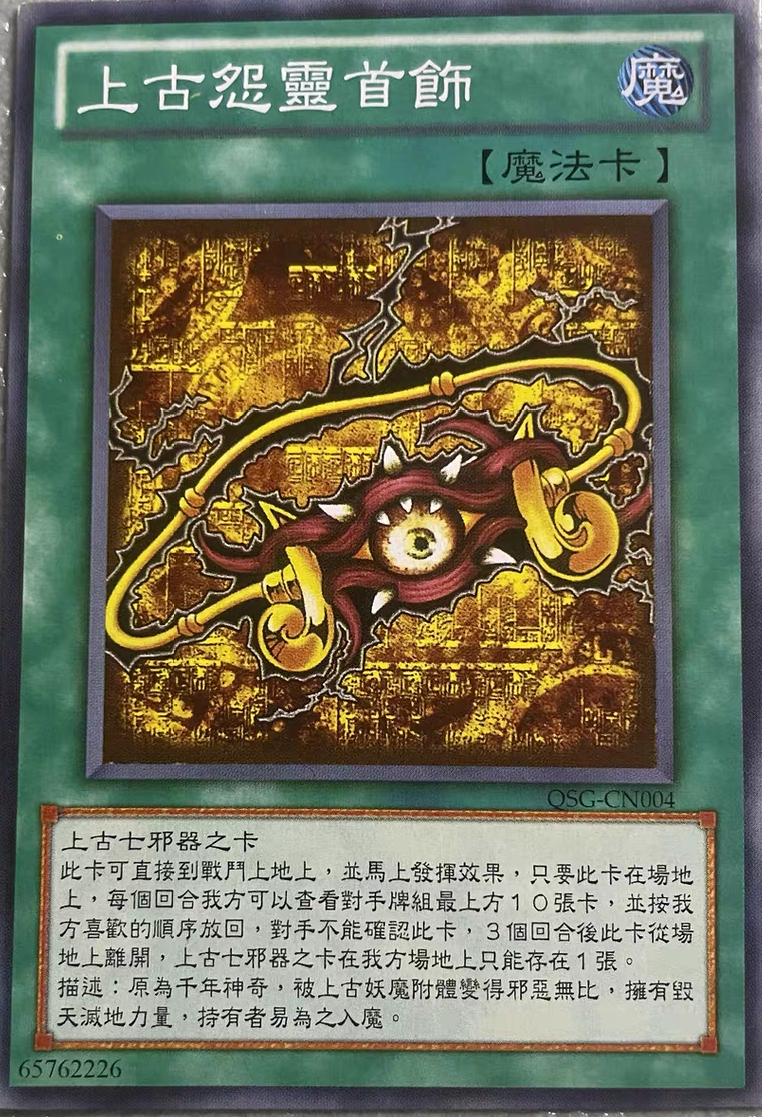 上古怨靈首飾
魔
【魔法卡】
QSG-CN004
上古七邪器之卡
此卡可直接到戰鬥上地上，並馬上發揮效果，只要此卡在場地
上，每個回合我方可以查看對手牌組最上方10張卡，並按我
方喜歡的順序放回，對手不能確認此卡，3個回合後此卡從場
地上離開，上古七邪器之卡在我方場地上只能存在1張。
描述：原為千年神奇，被上古妖魔附體變得邪惡無比，擁有毀
天滅地力量，持有者易為之入魔。
65762226